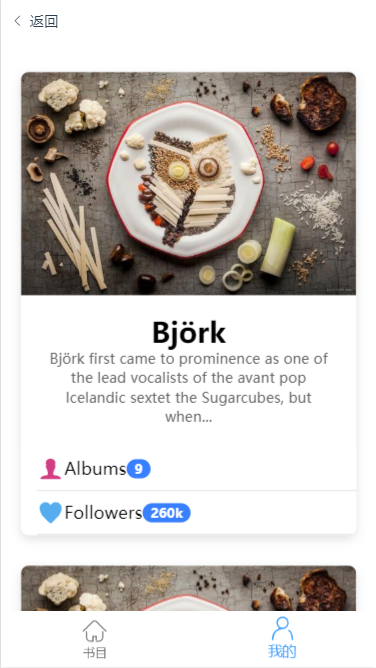 返回
Björk
Björk first came to prominence as one of
the lead vocalists of the avant pop
Icelandic sextet the Sugarcubes, but
when...
Albums 9
Followers 260k
书目
我的